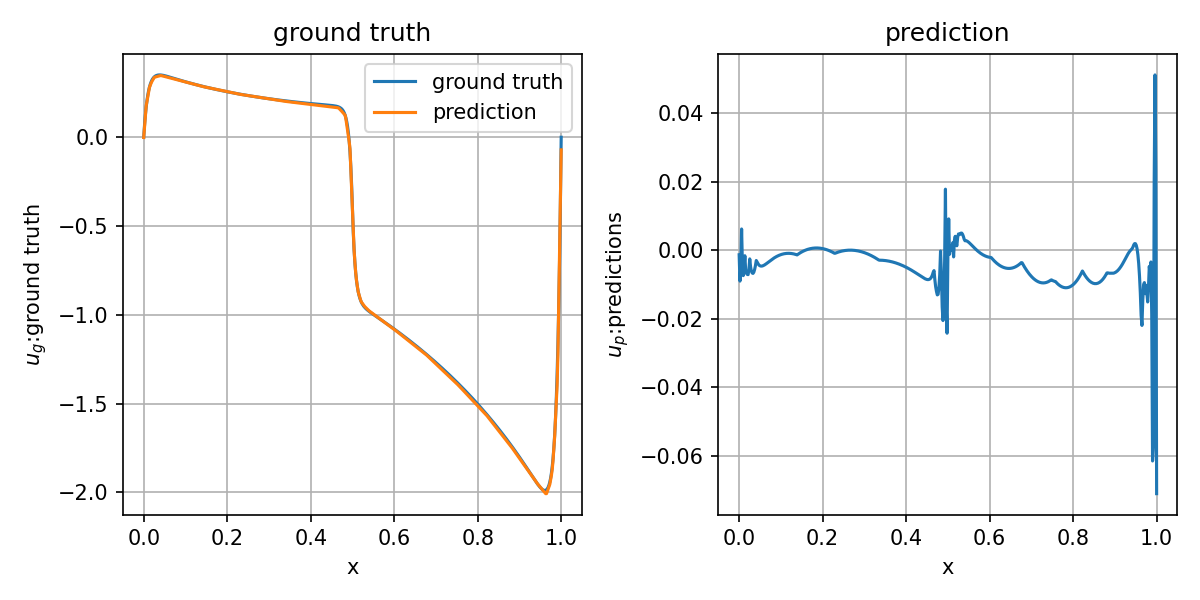 ground truth
ground truth
prediction
0.0
−0.5
−1.0
−1.5
−2.0
u_g:ground truth
0.0 0.2 0.4 0.6 0.8 1.0
x
prediction
0.04
0.02
0.00
−0.02
−0.04
−0.06
u_p:predictions
0.0 0.2 0.4 0.6 0.8 1.0
x